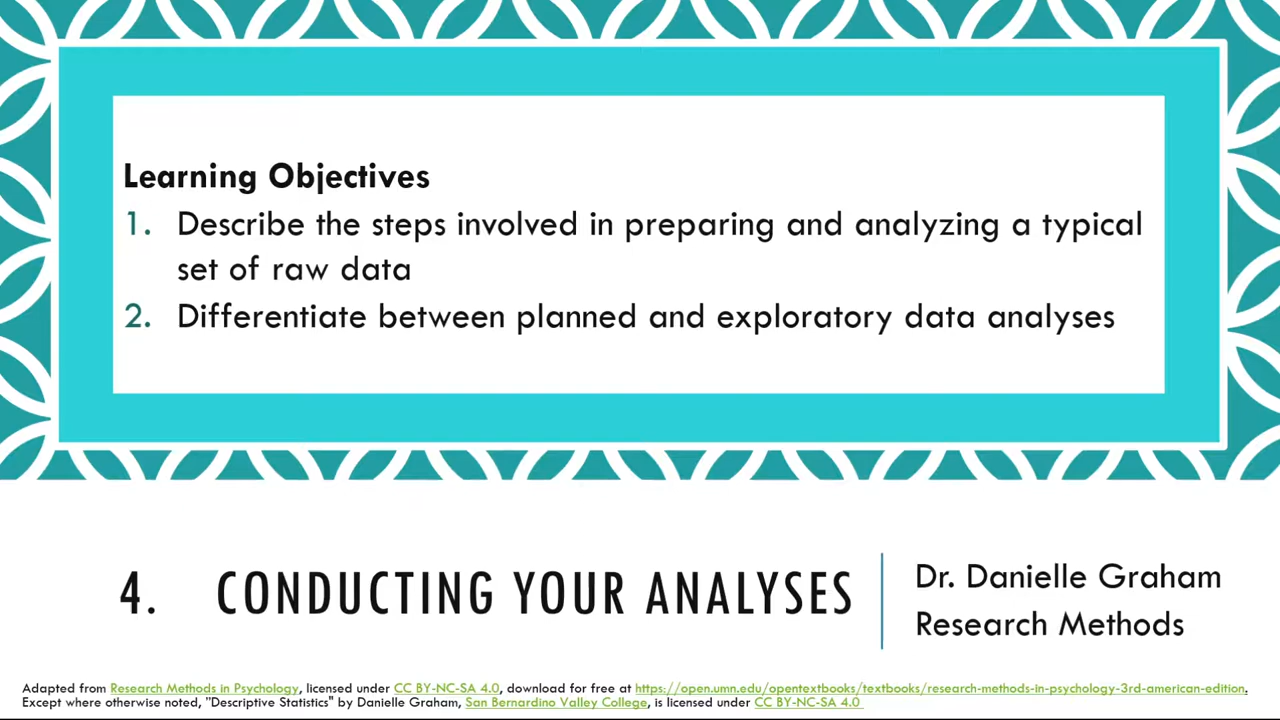 Learning Objectives
1. Describe the steps involved in preparing and analyzing a typical
set of raw data
2. Differentiate between planned and exploratory data analyses
4. CONDUCTING YOUR ANALYSES
Dr. Danielle Graham
Research Methods
Adapted from Research Methods in Psychology, licensed under CC BY-NC-SA 4.0, download for free at https://open.umn.edu/opentextbooks/textbooks/research-methods-in-psychology-3rd-american-edition.
Except where otherwise noted, "Descriptive Statistics" by Danielle Graham, San Bernardino Valley College, is licensed under CC BY-NC-SA 4.0